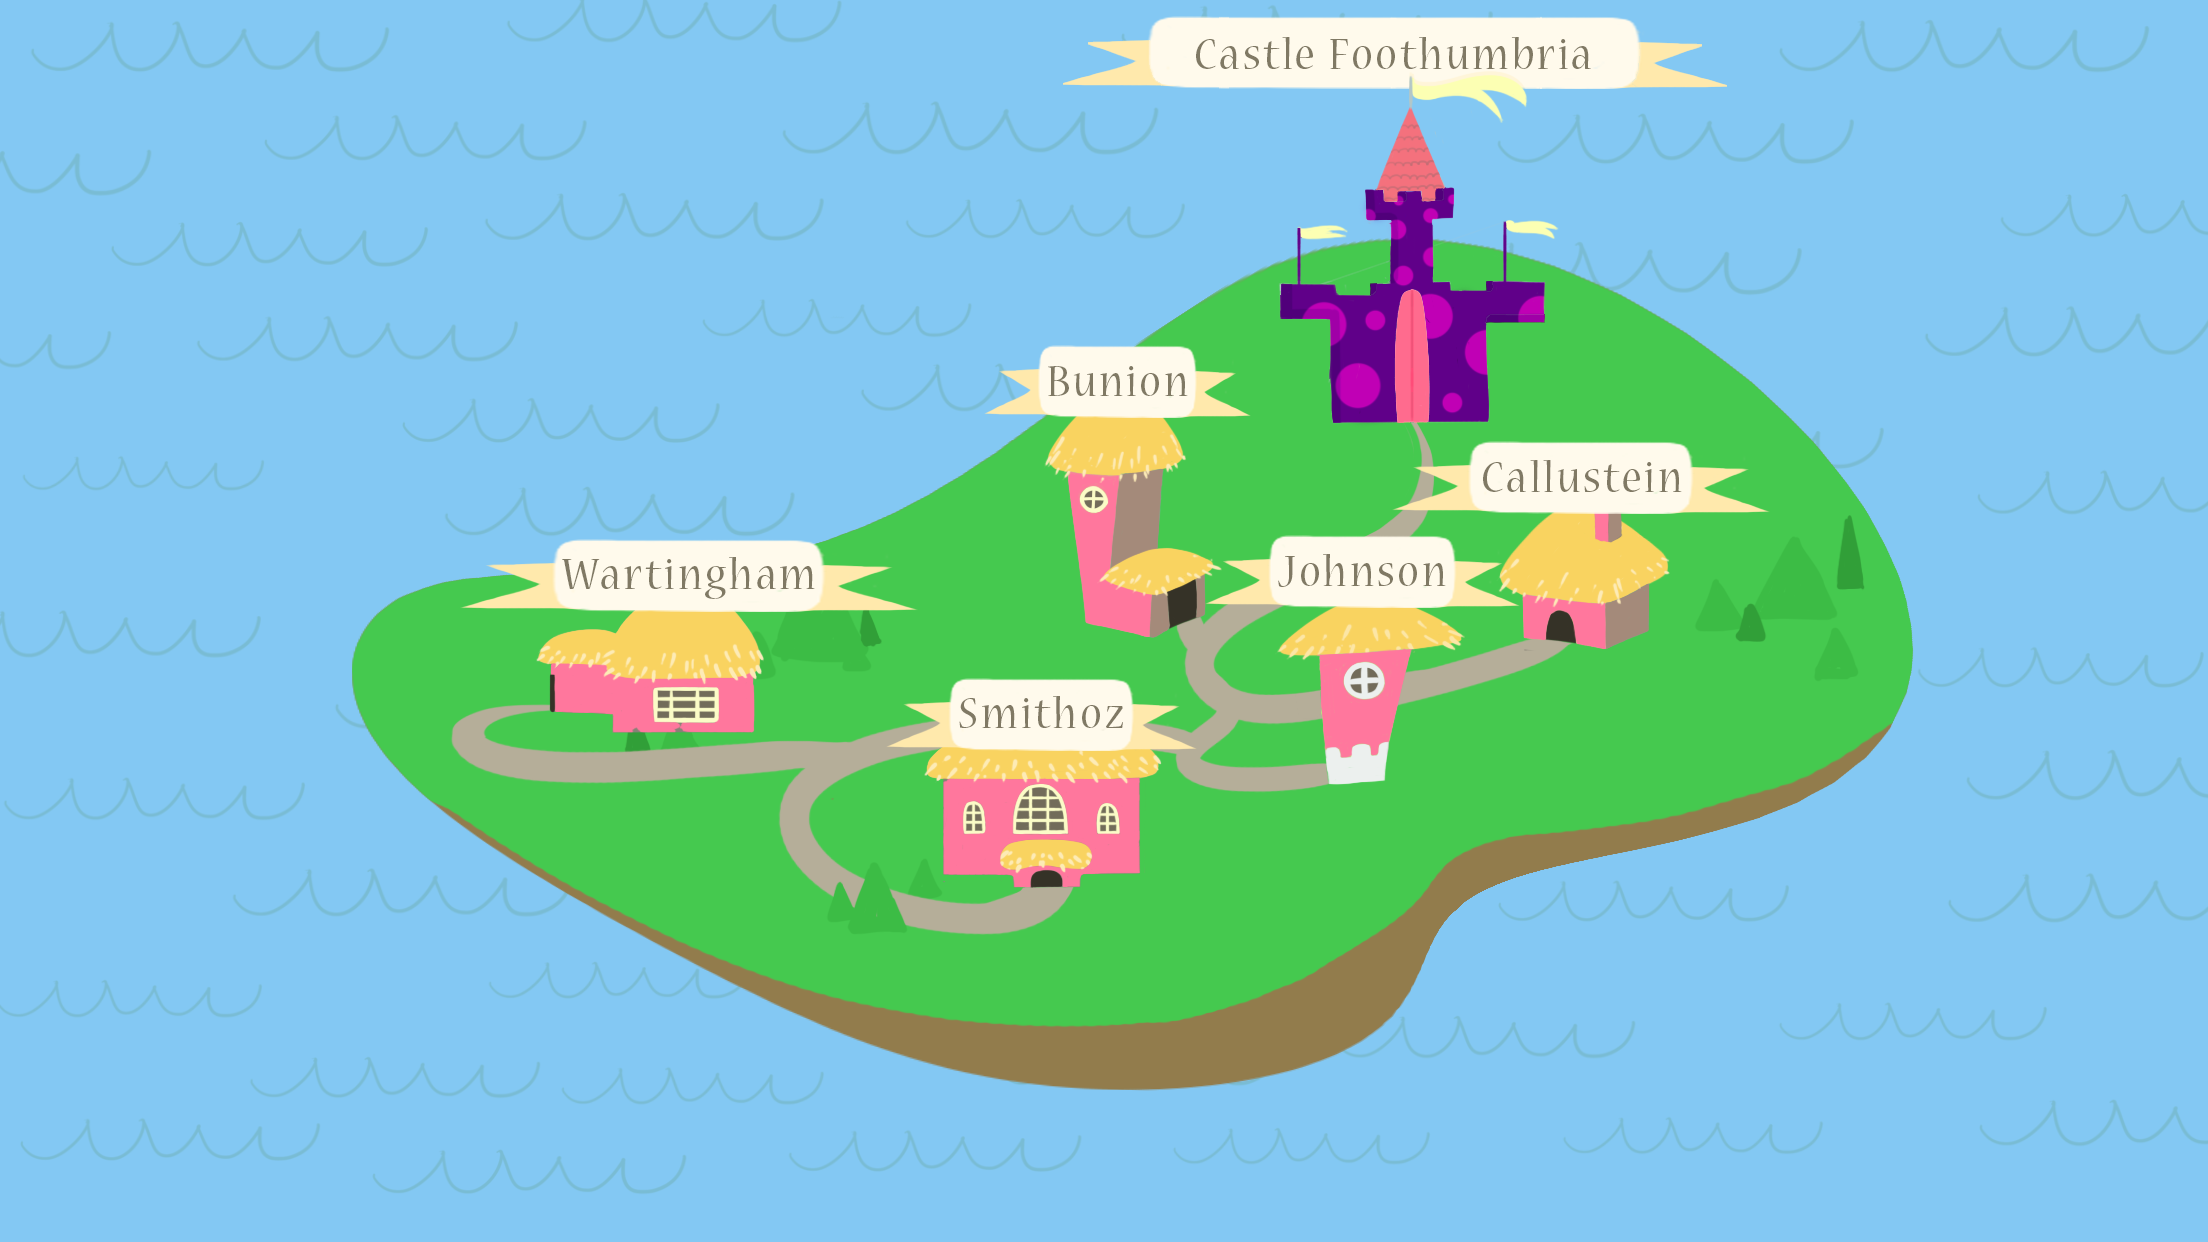 Castle Foothumbria
Bunion
Callustein
Johnson
Wartingham
Smithoz